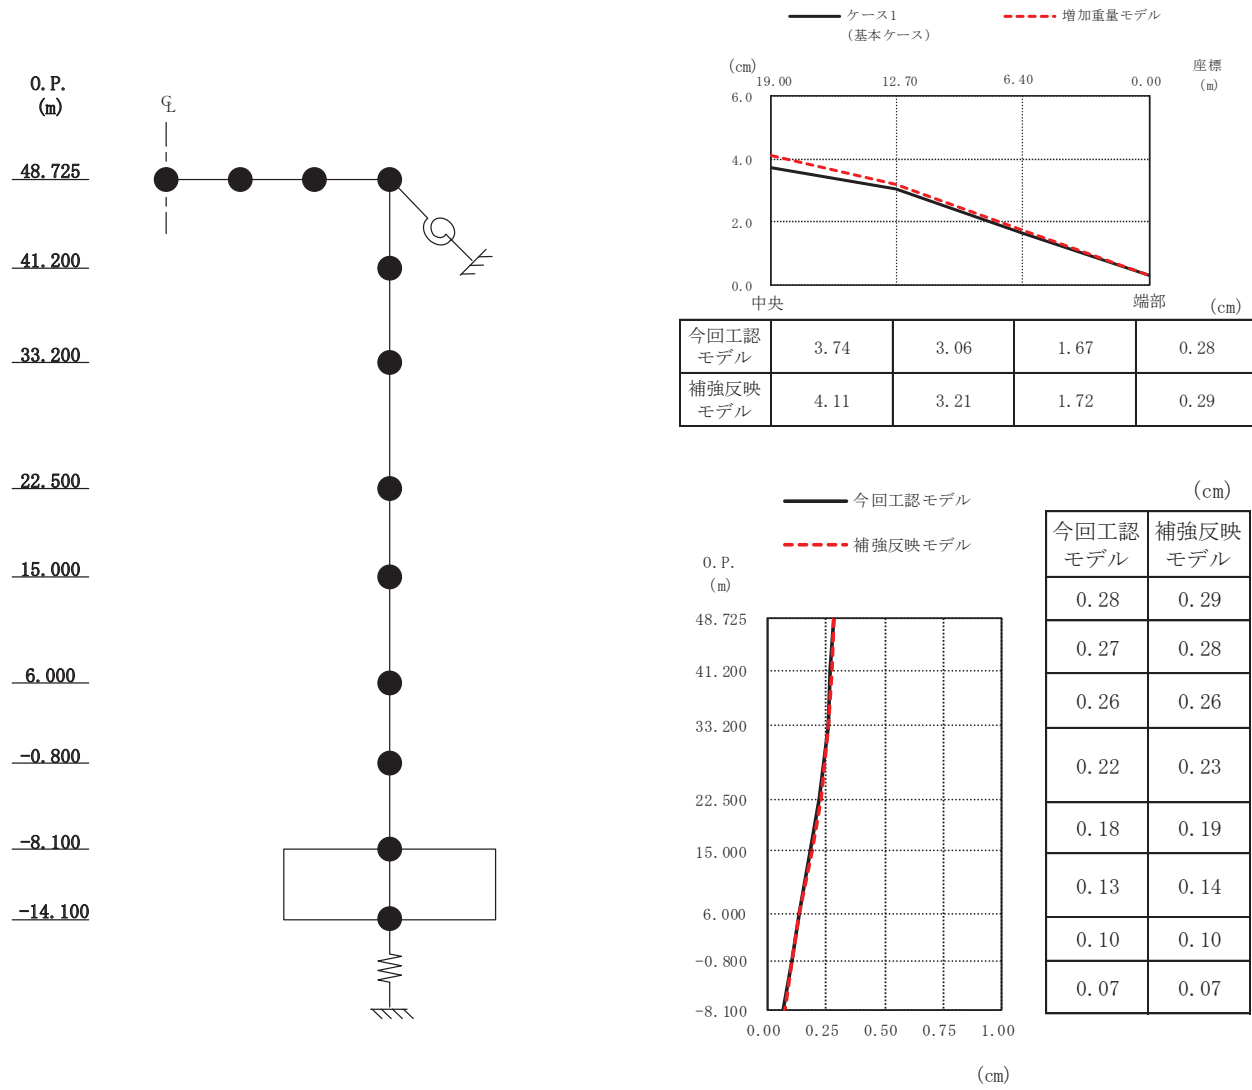 O.P.
(m)
℄
48.725
41.200
33.200
22.500
15.000
6.000
-0.800
-8.100
-14.100
ケース1
(基本ケース)
増加重量モデル
(cm)
19.00 12.70 6.40 0.00
座標
(m)
6.0
4.0
2.0
0.0
中央 端部
(cm)
今回工認
モデル
3.74 3.06 1.67 0.28
補強反映
モデル
4.11 3.21 1.72 0.29
今回工認モデル
補強反映モデル
O.P.
(m)
48.725
41.200
33.200
22.500
15.000
6.000
-0.800
-8.100
0.00 0.25 0.50 0.75 1.00
(cm)
(cm)
今回工認
モデル
補強反映
モデル
0.28 0.29
0.27 0.28
0.26 0.26
0.22 0.23
0.18 0.19
0.13 0.14
0.10 0.10
0.07 0.07